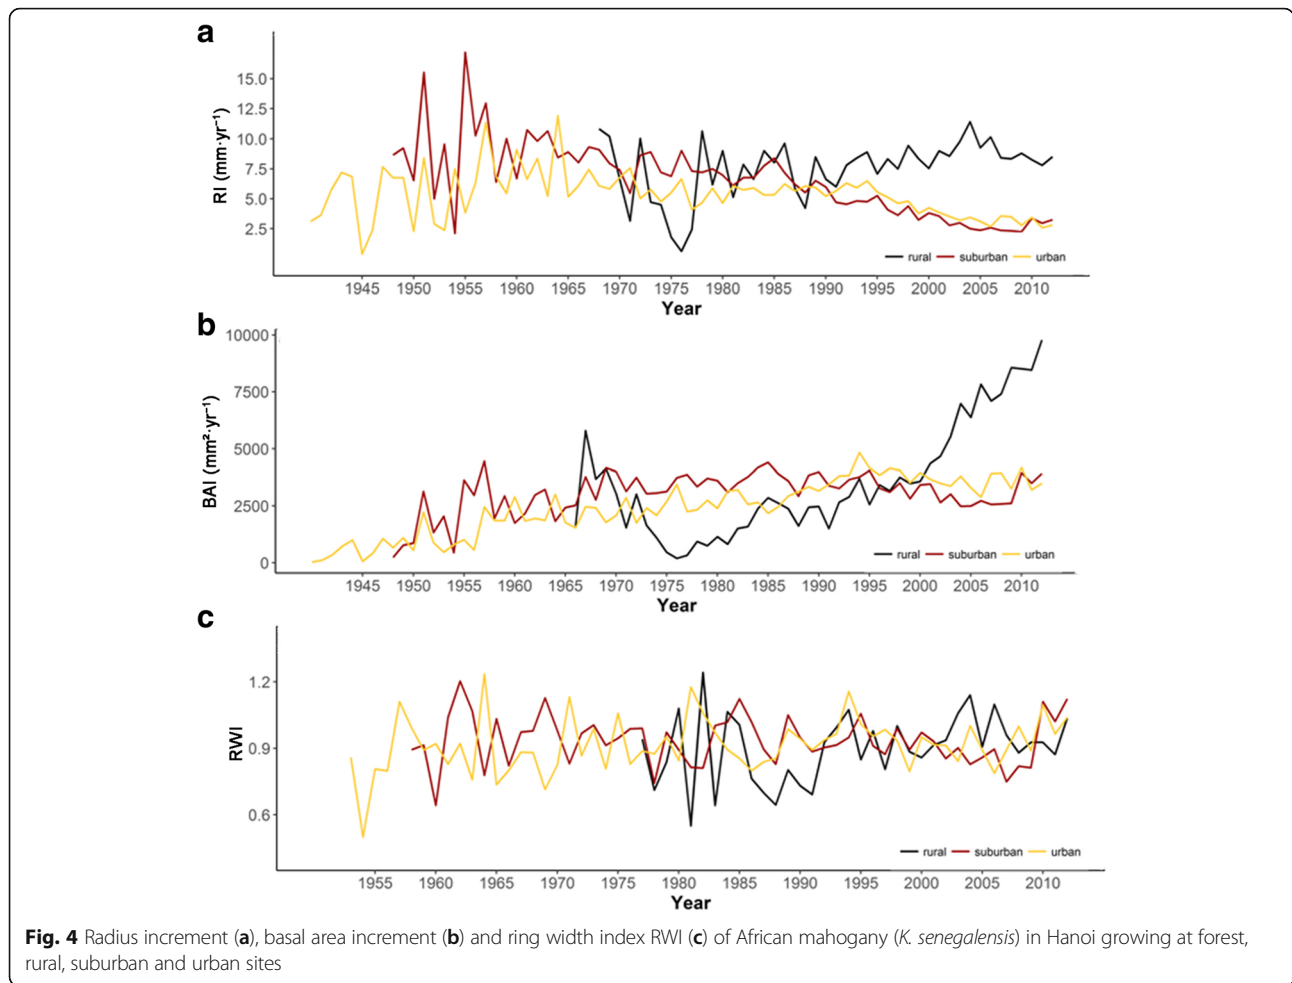 a
15.0
12.5
10.0
7.5
5.0
2.5
RI (mm·yr⁻¹)
rural suburban urban
1945 1950 1955 1960 1965 1970 1975 1980 1985 1990 1995 2000 2005 2010
Year
b
10000
7500
5000
2500
0
BAI (mm²·yr⁻¹)
rural suburban urban
1945 1950 1955 1960 1965 1970 1975 1980 1985 1990 1995 2000 2005 2010
Year
c
1.2
0.9
0.6
RWI
rural suburban urban
1955 1960 1965 1970 1975 1980 1985 1990 1995 2000 2005 2010
Year
Fig. 4 Radius increment (a), basal area increment (b) and ring width index RWI (c) of African mahogany (K. senegalensis) in Hanoi growing at forest,
rural, suburban and urban sites